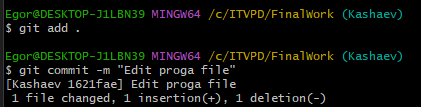 Egor@DESKTOP-J1LBN39 MINGW64 /c/ITVPD/FinalWork (Kashaev)
$ git add .
Egor@DESKTOP-J1LBN39 MINGW64 /c/ITVPD/FinalWork (Kashaev)
$ git commit -m "Edit proga file"
[Kashaev 1621fae] Edit proga file
 1 file changed, 1 insertion(+), 1 deletion(-)